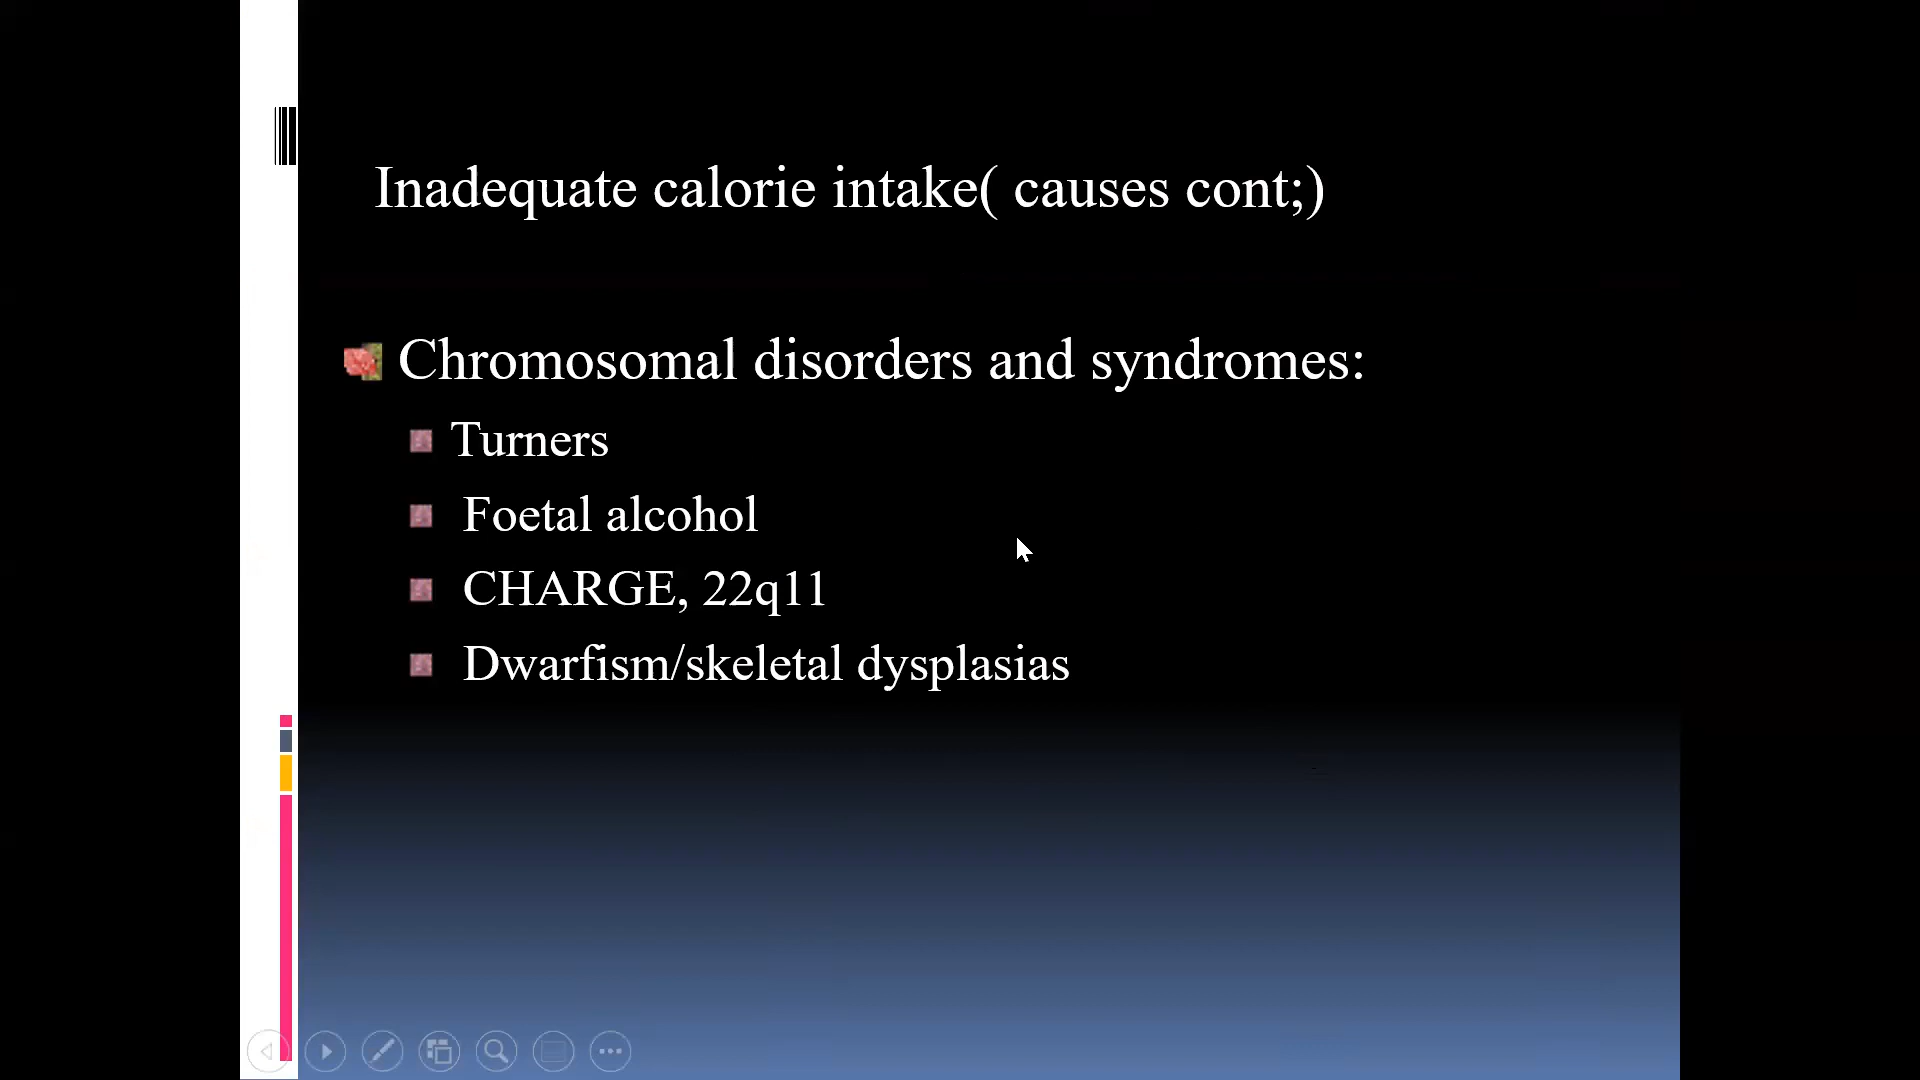 Inadequate calorie intake( causes cont;)
Chromosomal disorders and syndromes:
Turners
Foetal alcohol
CHARGE, 22q11
Dwarfism/skeletal dysplasias